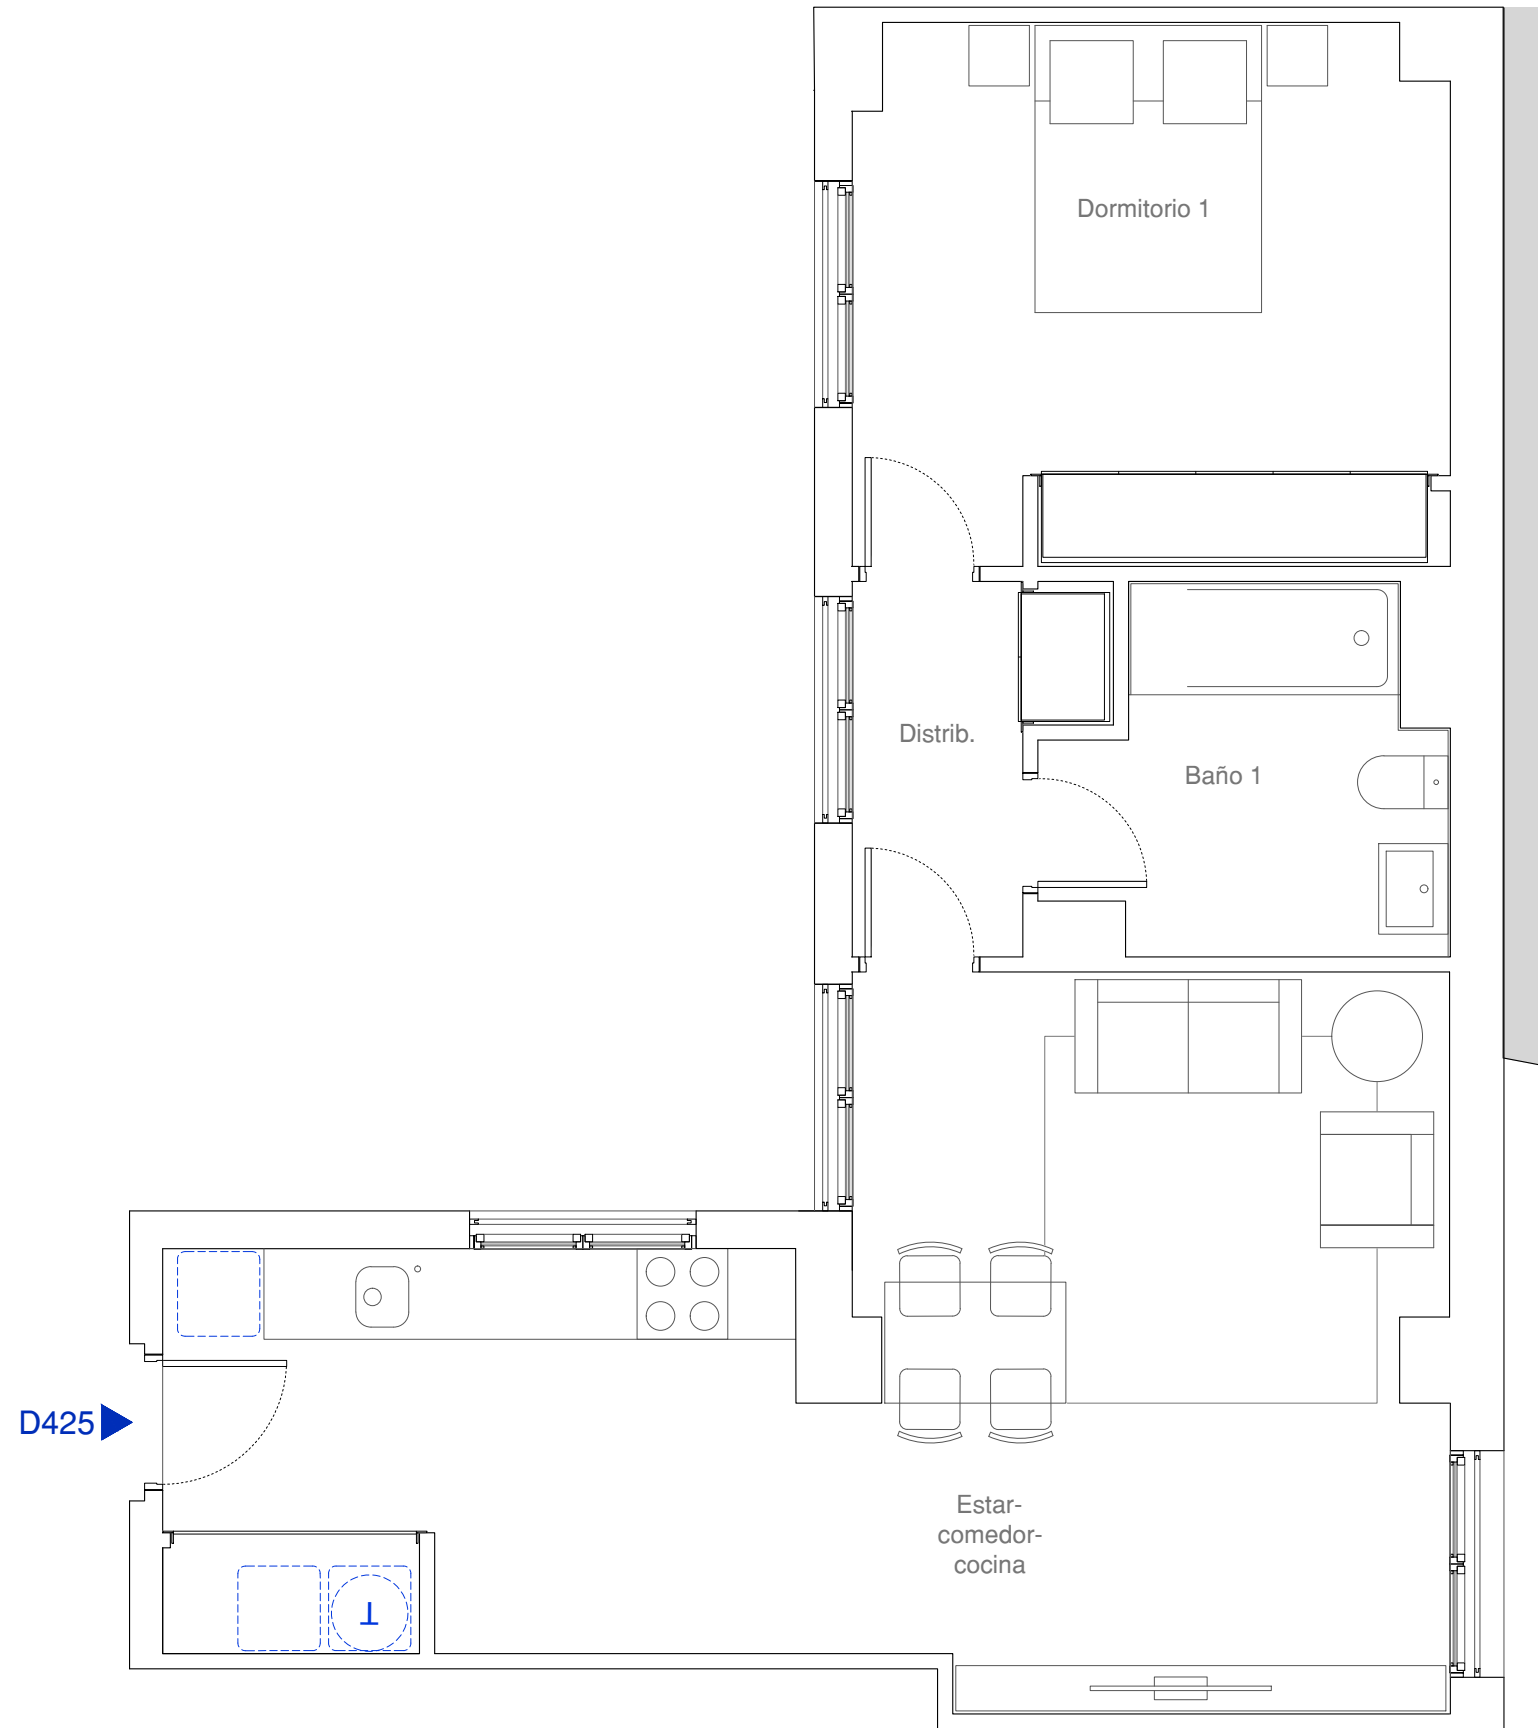 Dormitorio 1
Distrib.
Baño 1
D425
Estar-
comedor-
cocina
T